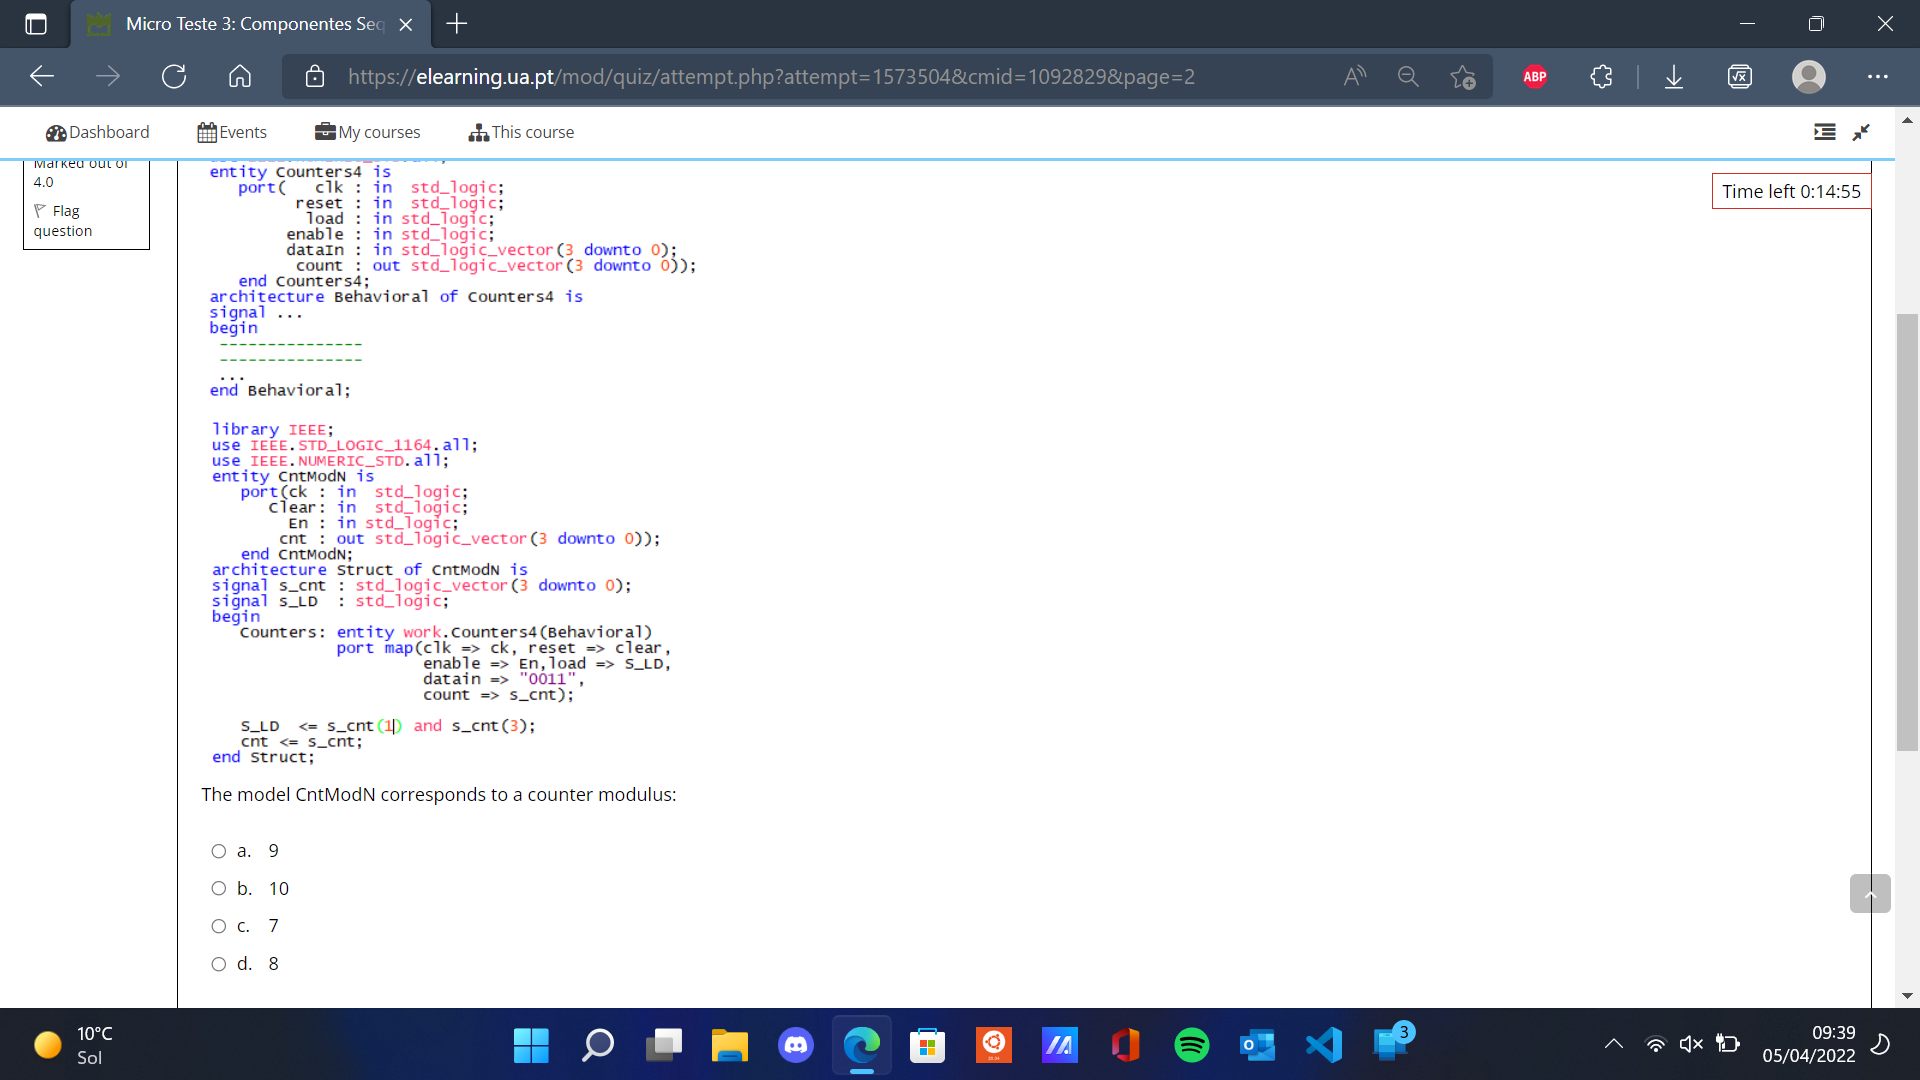 Micro Teste 3: Componentes Seq
https://elearning.ua.pt/mod/quiz/attempt.php?attempt=1573504&cmid=1092829&page=2
ABP
Dashboard
Events
My courses
This course
Marked out of
4.0
Flag
question
Time left 0:14:55
entity Counters4 is
port( clk : in std_logic;
reset : in std_logic;
load : in std_logic;
enable : in std_logic;
dataIn : in std_logic_vector(3 downto 0);
count : out std_logic_vector(3 downto 0));
end Counters4;
architecture Behavioral of Counters4 is
signal ...
begin
---------------
---------------
...
end Behavioral;
library IEEE;
use IEEE.STD_LOGIC_1164.all;
use IEEE.NUMERIC_STD.all;
entity CntModN is
port(ck : in std_logic;
Clear: in std_logic;
En : in std_logic;
cnt : out std_logic_vector(3 downto 0));
end CntModN;
architecture Struct of CntModN is
signal s_cnt : std_logic_vector(3 downto 0);
signal s_LD : std_logic;
begin
Counters: entity work.Counters4(Behavioral)
port map(clk => ck, reset => clear,
enable => En,load => S_LD,
datain => "0011",
count => s_cnt);
S_LD <= s_cnt(1) and s_cnt(3);
cnt <= s_cnt;
end Struct;
The model CntModN corresponds to a counter modulus:
a. 9
b. 10
c. 7
d. 8
10°C
Sol
3
09:39
05/04/2022